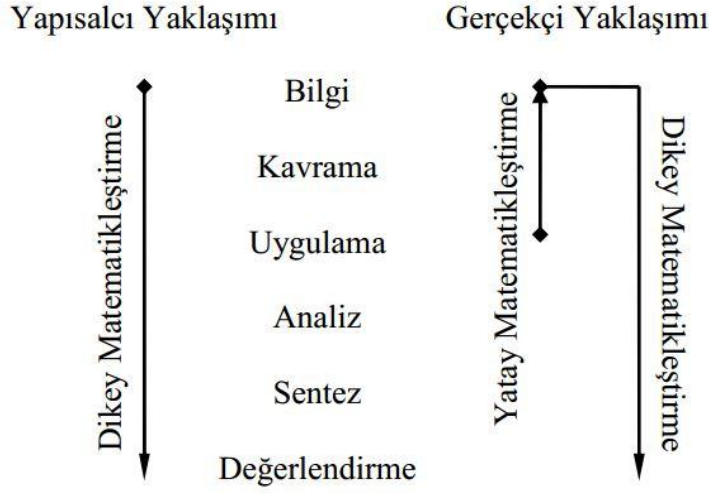 Yapısalcı Yaklaşımı
Gerçekçi Yaklaşımı
Dikey Matematikleştirme
Bilgi
Kavrama
Uygulama
Analiz
Sentez
Değerlendirme
Yatay Matematikleştirme
Dikey Matematikleştirme